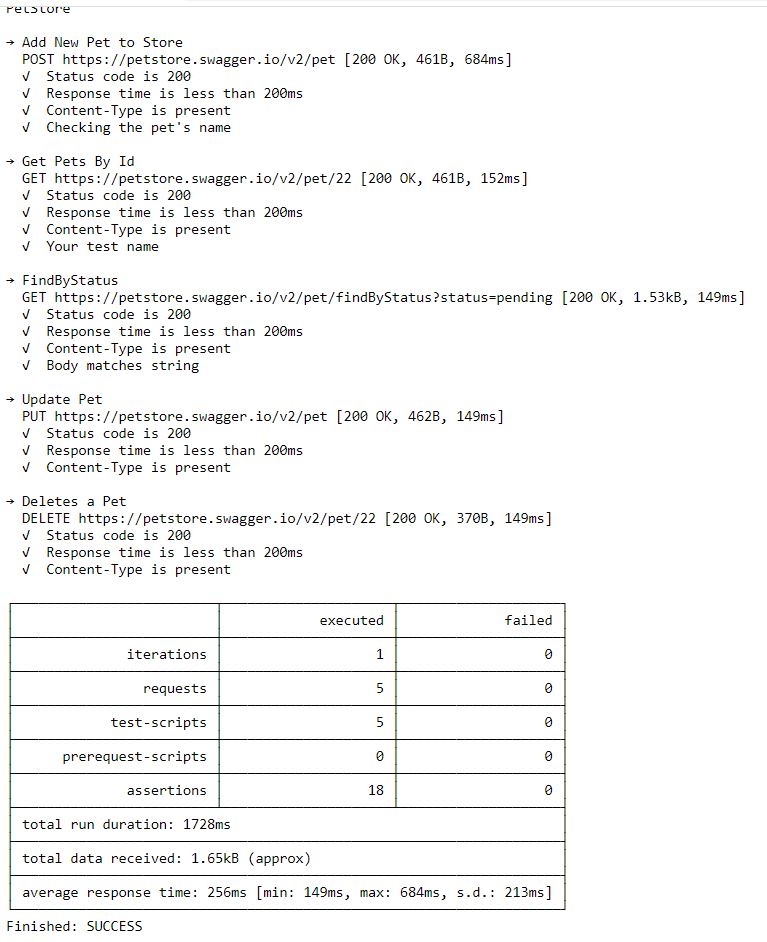 PetStore
→ Add New Pet to Store
POST https://petstore.swagger.io/v2/pet [200 OK, 461B, 684ms]
√ Status code is 200
√ Response time is less than 200ms
√ Content-Type is present
√ Checking the pet's name
→ Get Pets By Id
GET https://petstore.swagger.io/v2/pet/22 [200 OK, 461B, 152ms]
√ Status code is 200
√ Response time is less than 200ms
√ Content-Type is present
√ Your test name
→ FindByStatus
GET https://petstore.swagger.io/v2/pet/findByStatus?status=pending [200 OK, 1.53kB, 149ms]
√ Status code is 200
√ Response time is less than 200ms
√ Content-Type is present
√ Body matches string
→ Update Pet
PUT https://petstore.swagger.io/v2/pet [200 OK, 462B, 149ms]
√ Status code is 200
√ Response time is less than 200ms
√ Content-Type is present
→ Deletes a Pet
DELETE https://petstore.swagger.io/v2/pet/22 [200 OK, 370B, 149ms]
√ Status code is 200
√ Response time is less than 200ms
√ Content-Type is present
executed failed
iterations 1 0
requests 5 0
test-scripts 5 0
prerequest-scripts 0 0
assertions 18 0
total run duration: 1728ms
total data received: 1.65kB (approx)
average response time: 256ms [min: 149ms, max: 684ms, s.d.: 213ms]
Finished: SUCCESS